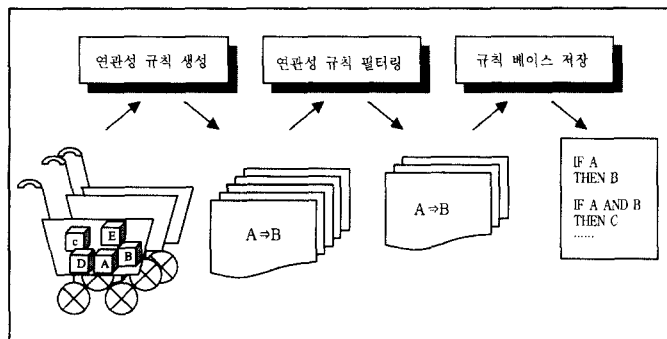 연관성 규칙 생성
연관성 규칙 필터링
규칙 베이스 저장
C
E
D
A
B
A⇒B
A⇒B
IF A
THEN B
IF A AND B
THEN C
......